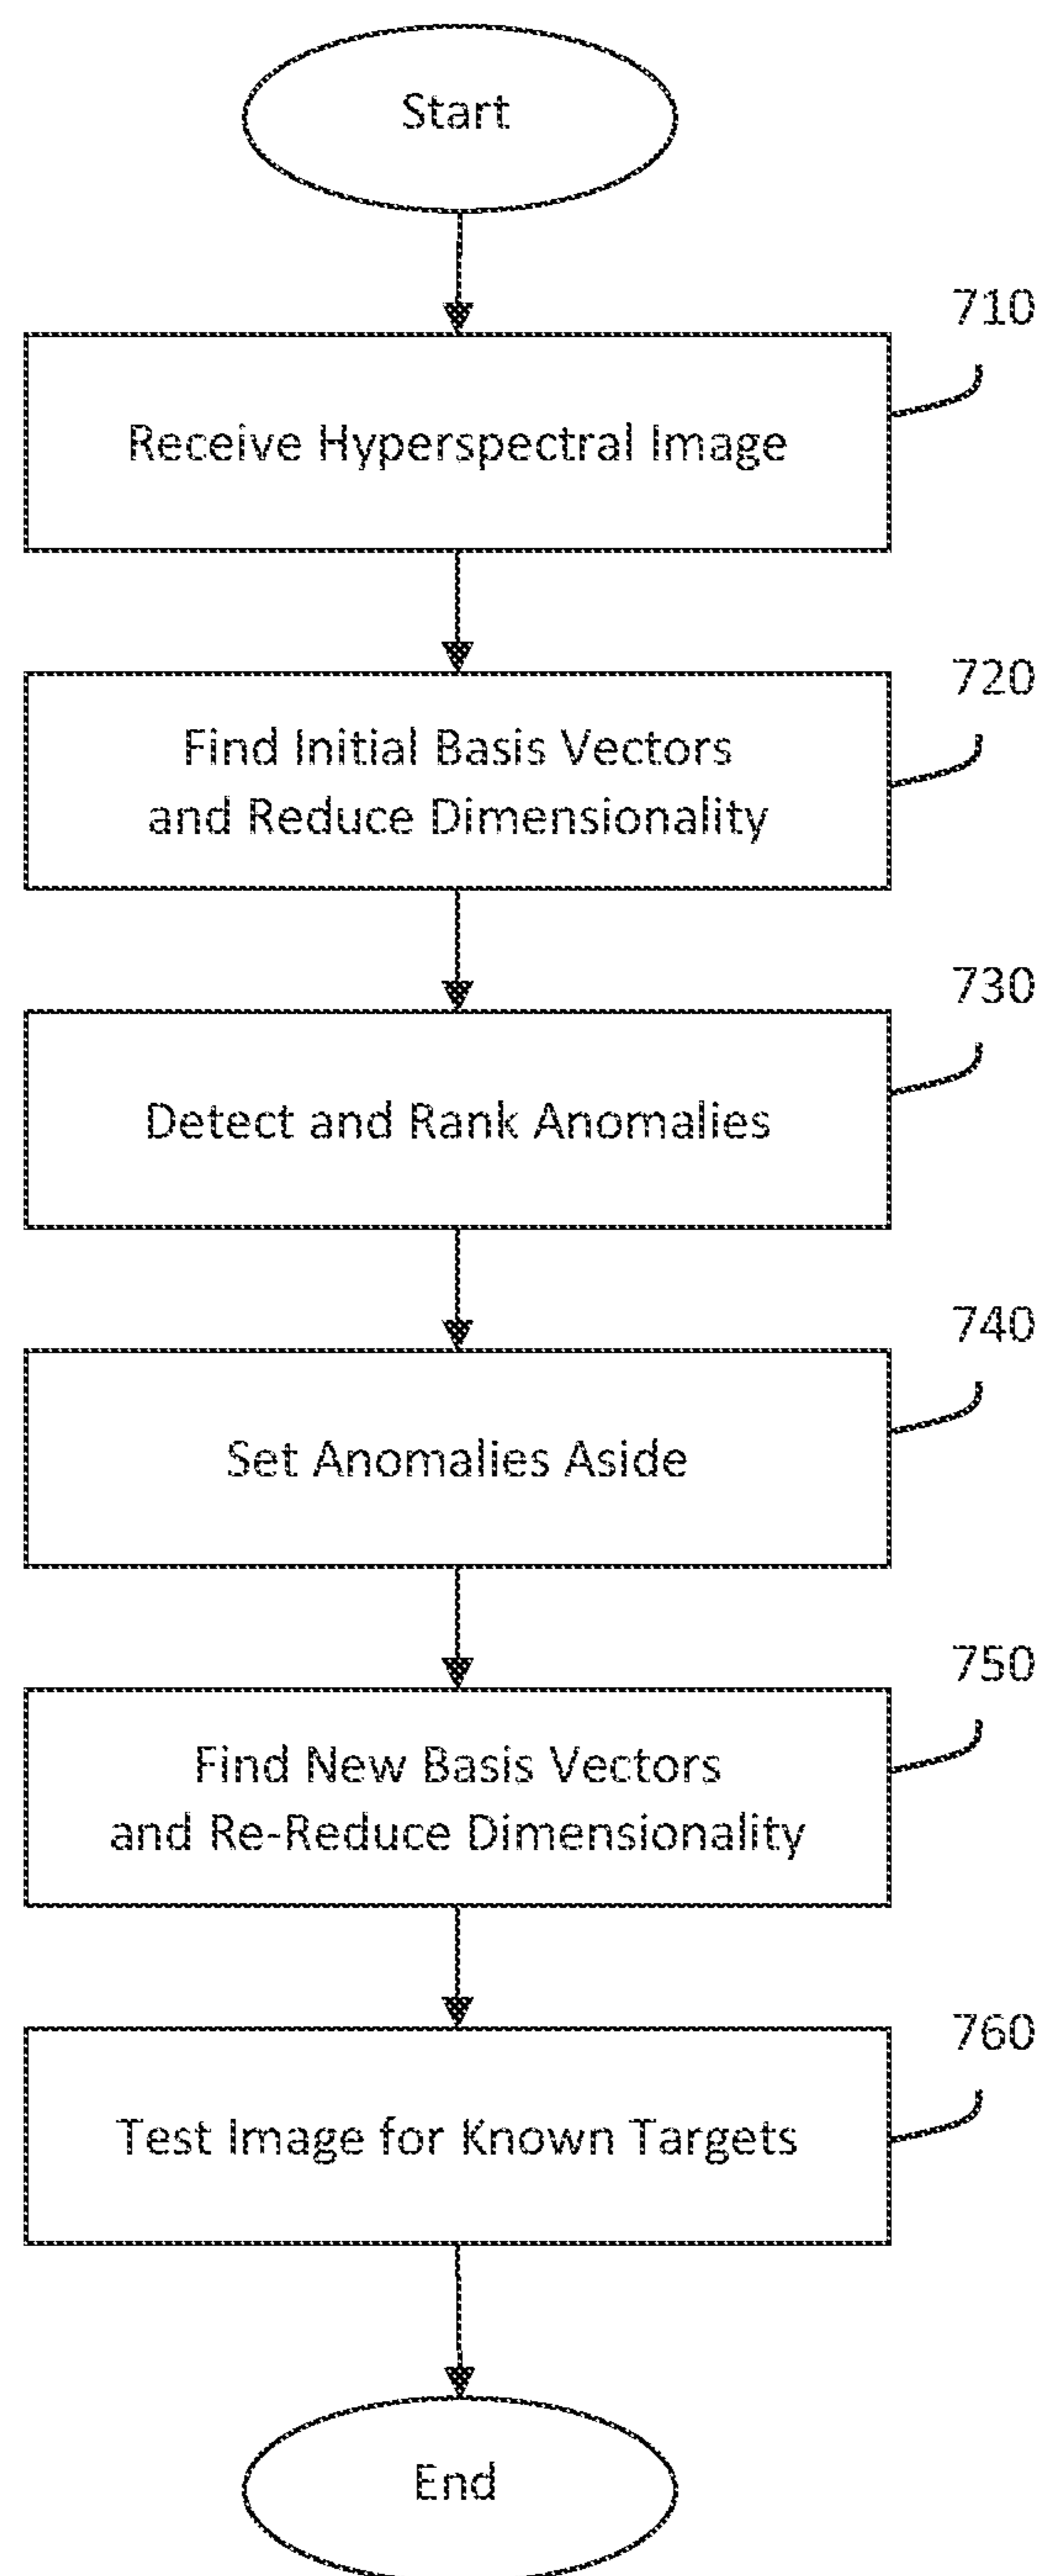 Start
710
Receive Hyperspectral Image
720
Find Initial Basis Vectors
and Reduce Dimensionality
730
Detect and Rank Anomalies
740
Set Anomalies Aside
750
Find New Basis Vectors
and Re-Reduce Dimensionality
760
Test Image for Known Targets
End